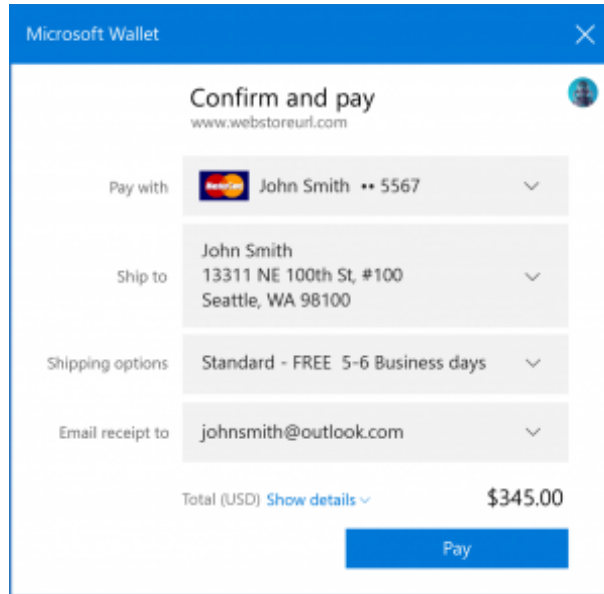 Microsoft Wallet
Confirm and pay
www.webstoreurl.com
Pay with
MasterCard
John Smith •• 5567
Ship to
John Smith
13311 NE 100th St, #100
Seattle, WA 98100
Shipping options
Standard - FREE 5-6 Business days
Email receipt to
johnsmith@outlook.com
Total (USD) Show details
$345.00
Pay